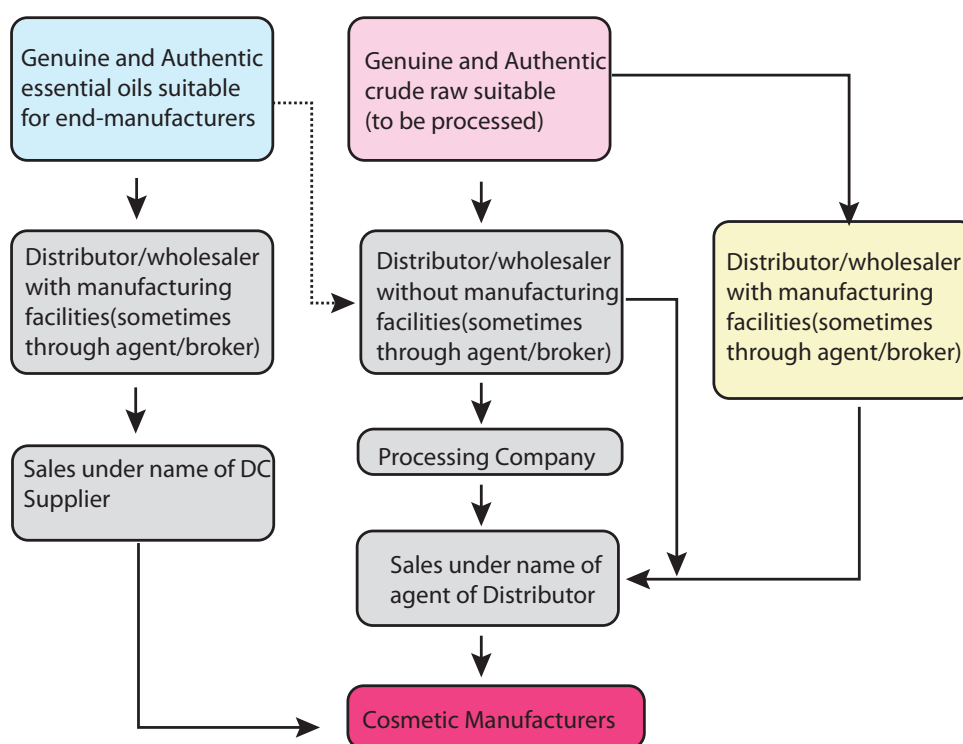 Genuine and Authentic
essential oils suitable
for end-manufacturers
Genuine and Authentic
crude raw suitable
(to be processed)
Distributor/wholesaler
with manufacturing
facilities(sometimes
through agent/broker)
Distributor/wholesaler
without manufacturing
facilities(sometimes
through agent/broker)
Distributor/wholesaler
with manufacturing
facilities(sometimes
through agent/broker)
Sales under name of DC
Supplier
Processing Company
Sales under name of
agent of Distributor
Cosmetic Manufacturers